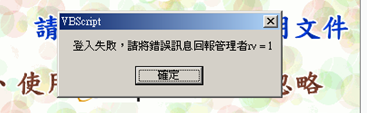 VBScript
請 用文件
登入失敗，請將錯誤訊息回報管理者rv = 1
確定
、使用 忽略